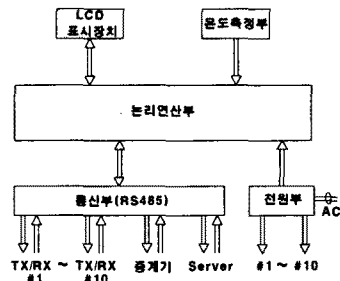 LCD
표시장치
온도측정부
논리연산부
통신부(RS485)
전원부
AC
TX/RX ~ TX/RX 중계기 Server #1 ~ #10
#1 #10